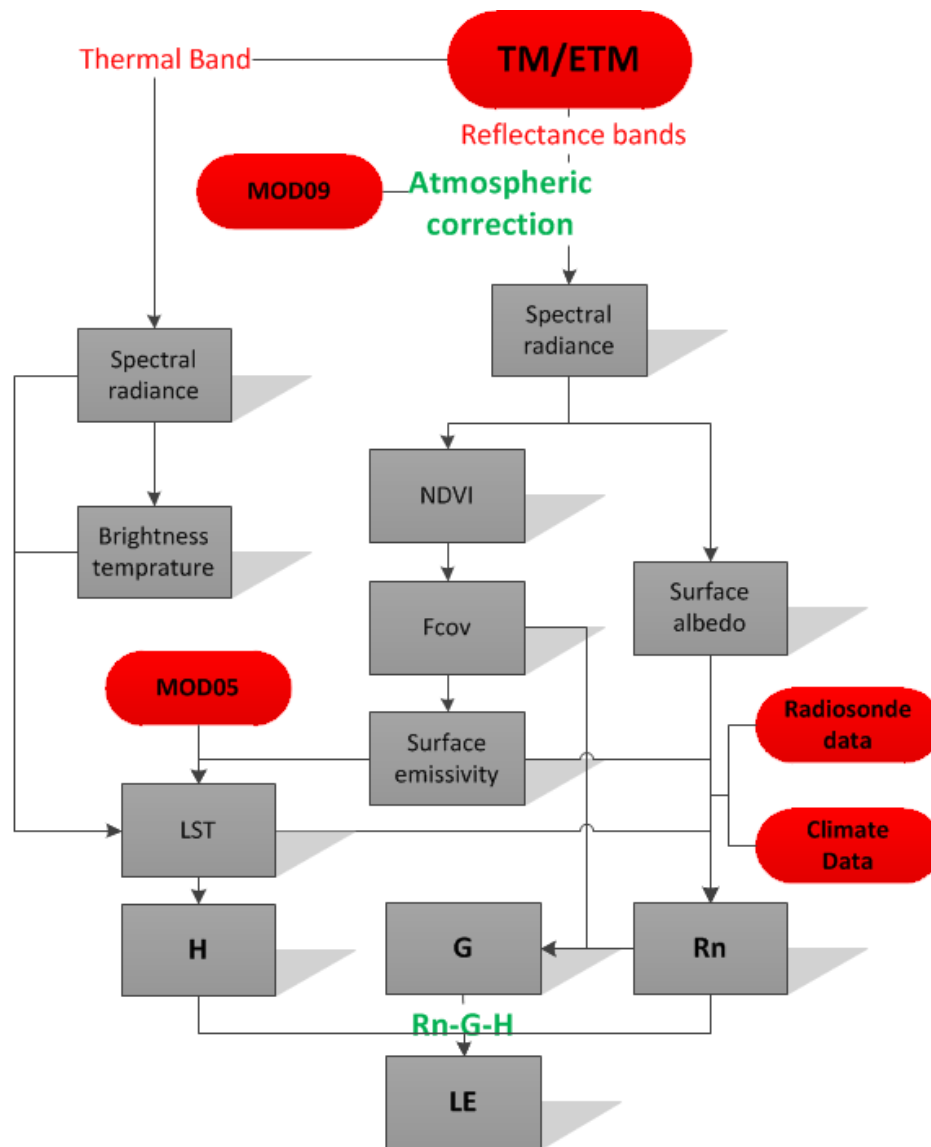 TM/ETM
Thermal Band
Reflectance bands
MOD09
Atmospheric
correction
Spectral
radiance
Spectral
radiance
NDVI
Brightness
temprature
Surface
albedo
Fcov
MOD05
Radiosonde
data
Surface
emissivity
LST
Climate
Data
H
G
Rn
Rn-G-H
LE